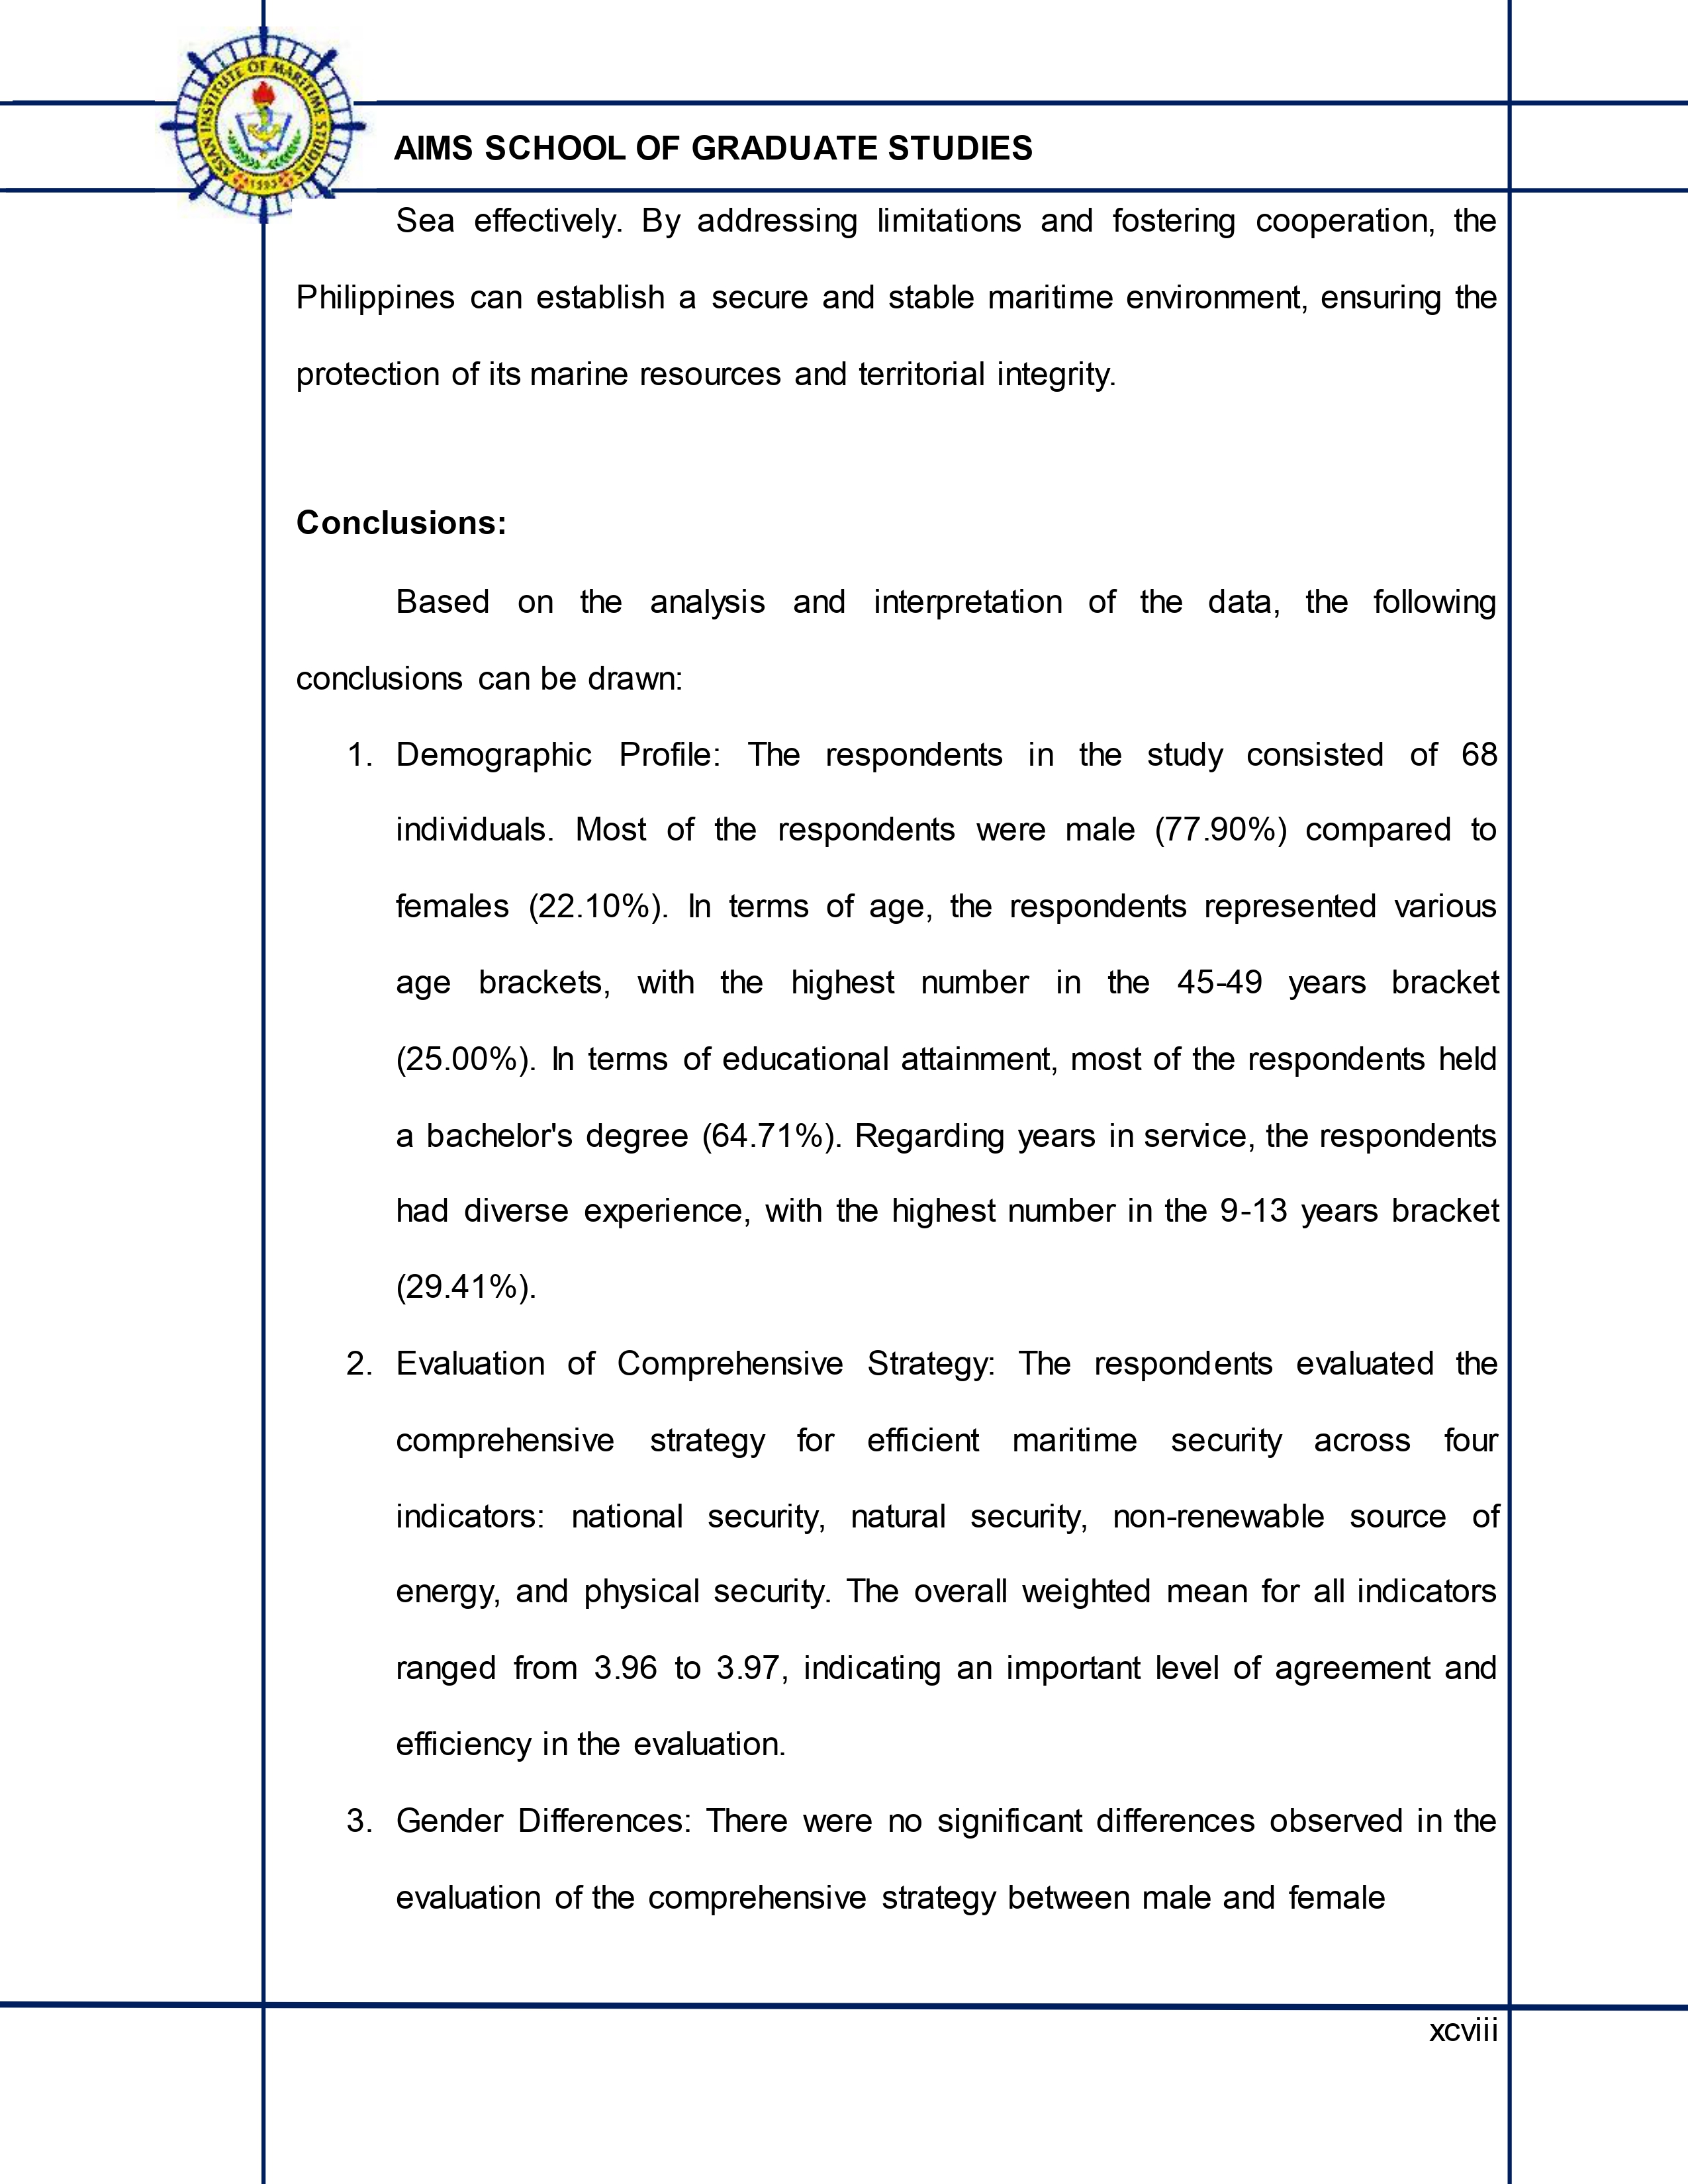 ASIAN INSTITUTE OF MARITIME STUDIES
1993
AIMS SCHOOL OF GRADUATE STUDIES
Sea effectively. By addressing limitations and fostering cooperation, the
Philippines can establish a secure and stable maritime environment, ensuring the
protection of its marine resources and territorial integrity.
Conclusions:
Based on the analysis and interpretation of the data, the following
conclusions can be drawn:
1. Demographic Profile: The respondents in the study consisted of 68
individuals. Most of the respondents were male (77.90%) compared to
females (22.10%). In terms of age, the respondents represented various
age brackets, with the highest number in the 45-49 years bracket
(25.00%). In terms of educational attainment, most of the respondents held
a bachelor's degree (64.71%). Regarding years in service, the respondents
had diverse experience, with the highest number in the 9-13 years bracket
(29.41%).
2. Evaluation of Comprehensive Strategy: The respondents evaluated the
comprehensive strategy for efficient maritime security across four
indicators: national security, natural security, non-renewable source of
energy, and physical security. The overall weighted mean for all indicators
ranged from 3.96 to 3.97, indicating an important level of agreement and
efficiency in the evaluation.
3. Gender Differences: There were no significant differences observed in the
evaluation of the comprehensive strategy between male and female
xcviii